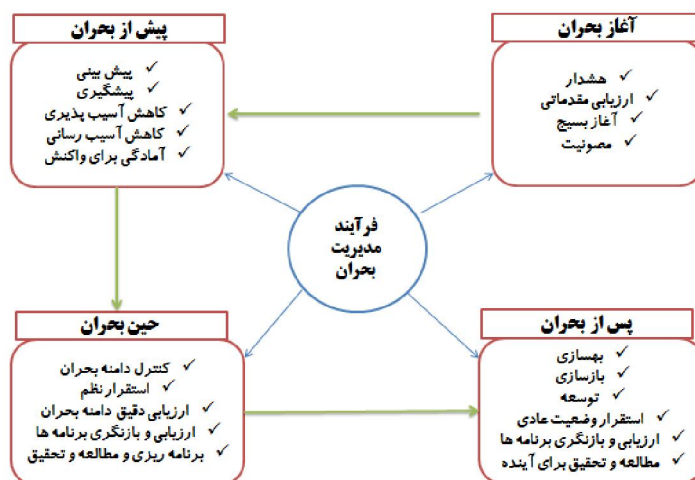 آغاز بحران
هشدار
ارزیابی مقدماتی
آغاز بسیج
مصونیت
پیش از بحران
پیش بینی
پیشگیری
کاهش آسیب پذیری
کاهش آسیب رسانی
آمادگی برای واکنش
فرآیند
مدیریت
بحران
حین بحران
کنترل دامنه بحران
استقرار نظم
ارزیابی دقیق دامنه بحران
ارزیابی و بازنگری برنامه ها
برنامه ریزی و مطالعه و تحقیق
پس از بحران
بهسازی
بازسازی
توسعه
استقرار وضعیت عادی
ارزیابی و بازنگری برنامه ها
مطالعه و تحقیق برای آینده